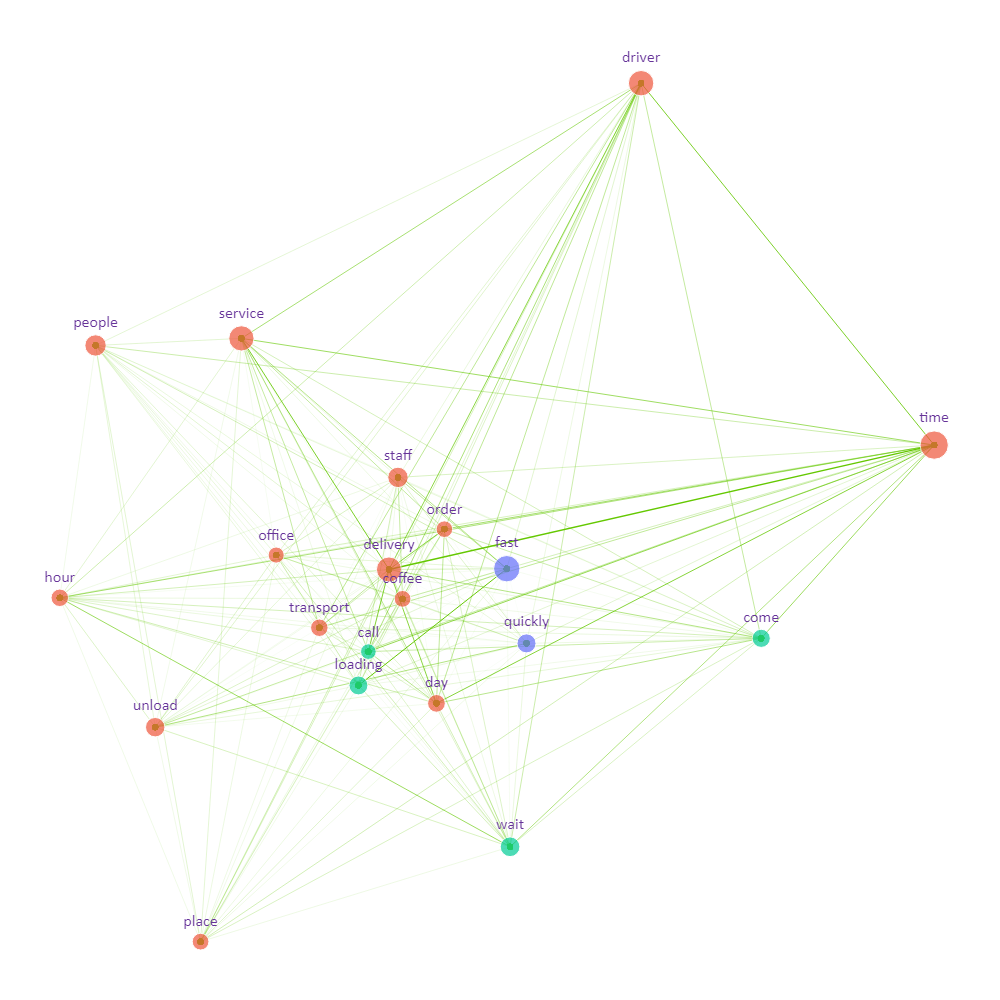 driver
service
people
time
staff
order
office
delivery
fast
hour
coffee
transport
call
quickly
come
loading
day
unload
wait
place